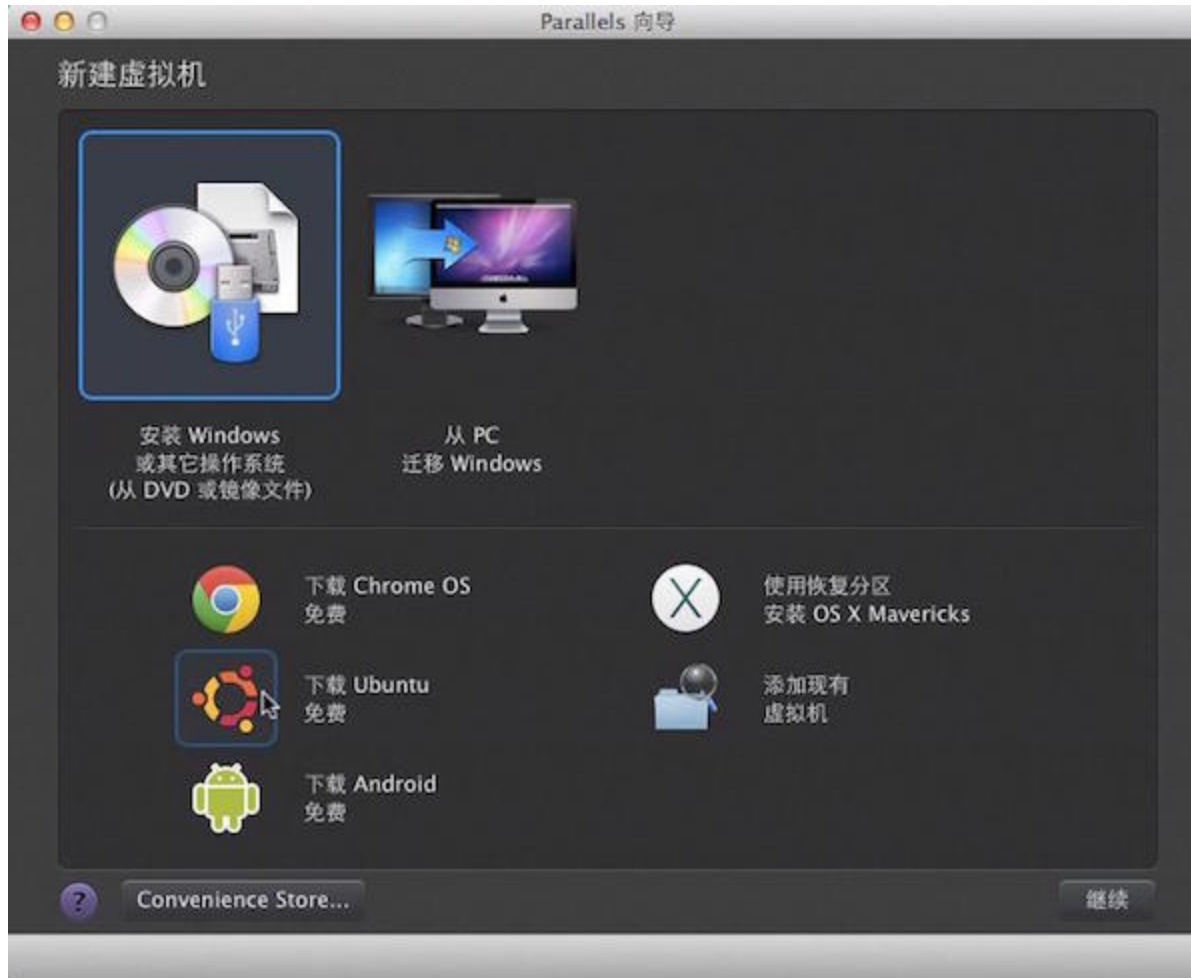 Parallels 向导
新建虚拟机
安装 Windows
或其它操作系统
(从 DVD 或镜像文件)
从 PC
迁移 Windows
下载 Chrome OS
免费
使用恢复分区
安装 OS X Mavericks
下载 Ubuntu
免费
添加现有
虚拟机
下载 Android
免费
?
Convenience Store...
继续